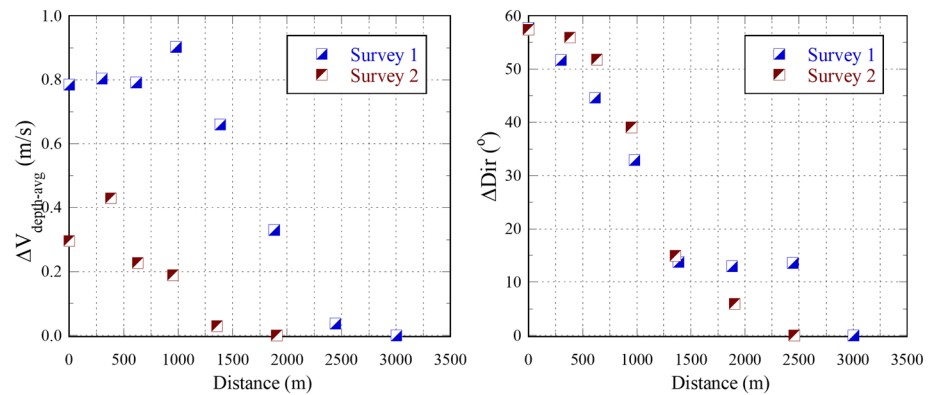 1.0
0.8
0.6
0.4
0.2
0.0
ΔV_depth-avg (m/s)
Survey 1
Survey 2
0 500 1000 1500 2000 2500 3000 3500
Distance (m)
60
50
40
30
20
10
0
ΔDir (°)
Survey 1
Survey 2
0 500 1000 1500 2000 2500 3000 3500
Distance (m)